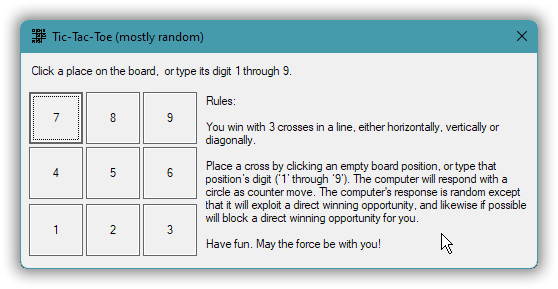 Tic-Tac-Toe (mostly random)
Click a place on the board, or type its digit 1 through 9.
7 8 9
4 5 6
1 2 3
Rules:
You win with 3 crosses in a line, either horizontally, vertically or
diagonally.
Place a cross by clicking an empty board position, or type that
position's digit ('1' through '9'). The computer will respond with a
circle as counter move. The computer's response is random except
that it will exploit a direct winning opportunity, and likewise if possible
will block a direct winning opportunity for you.
Have fun. May the force be with you!